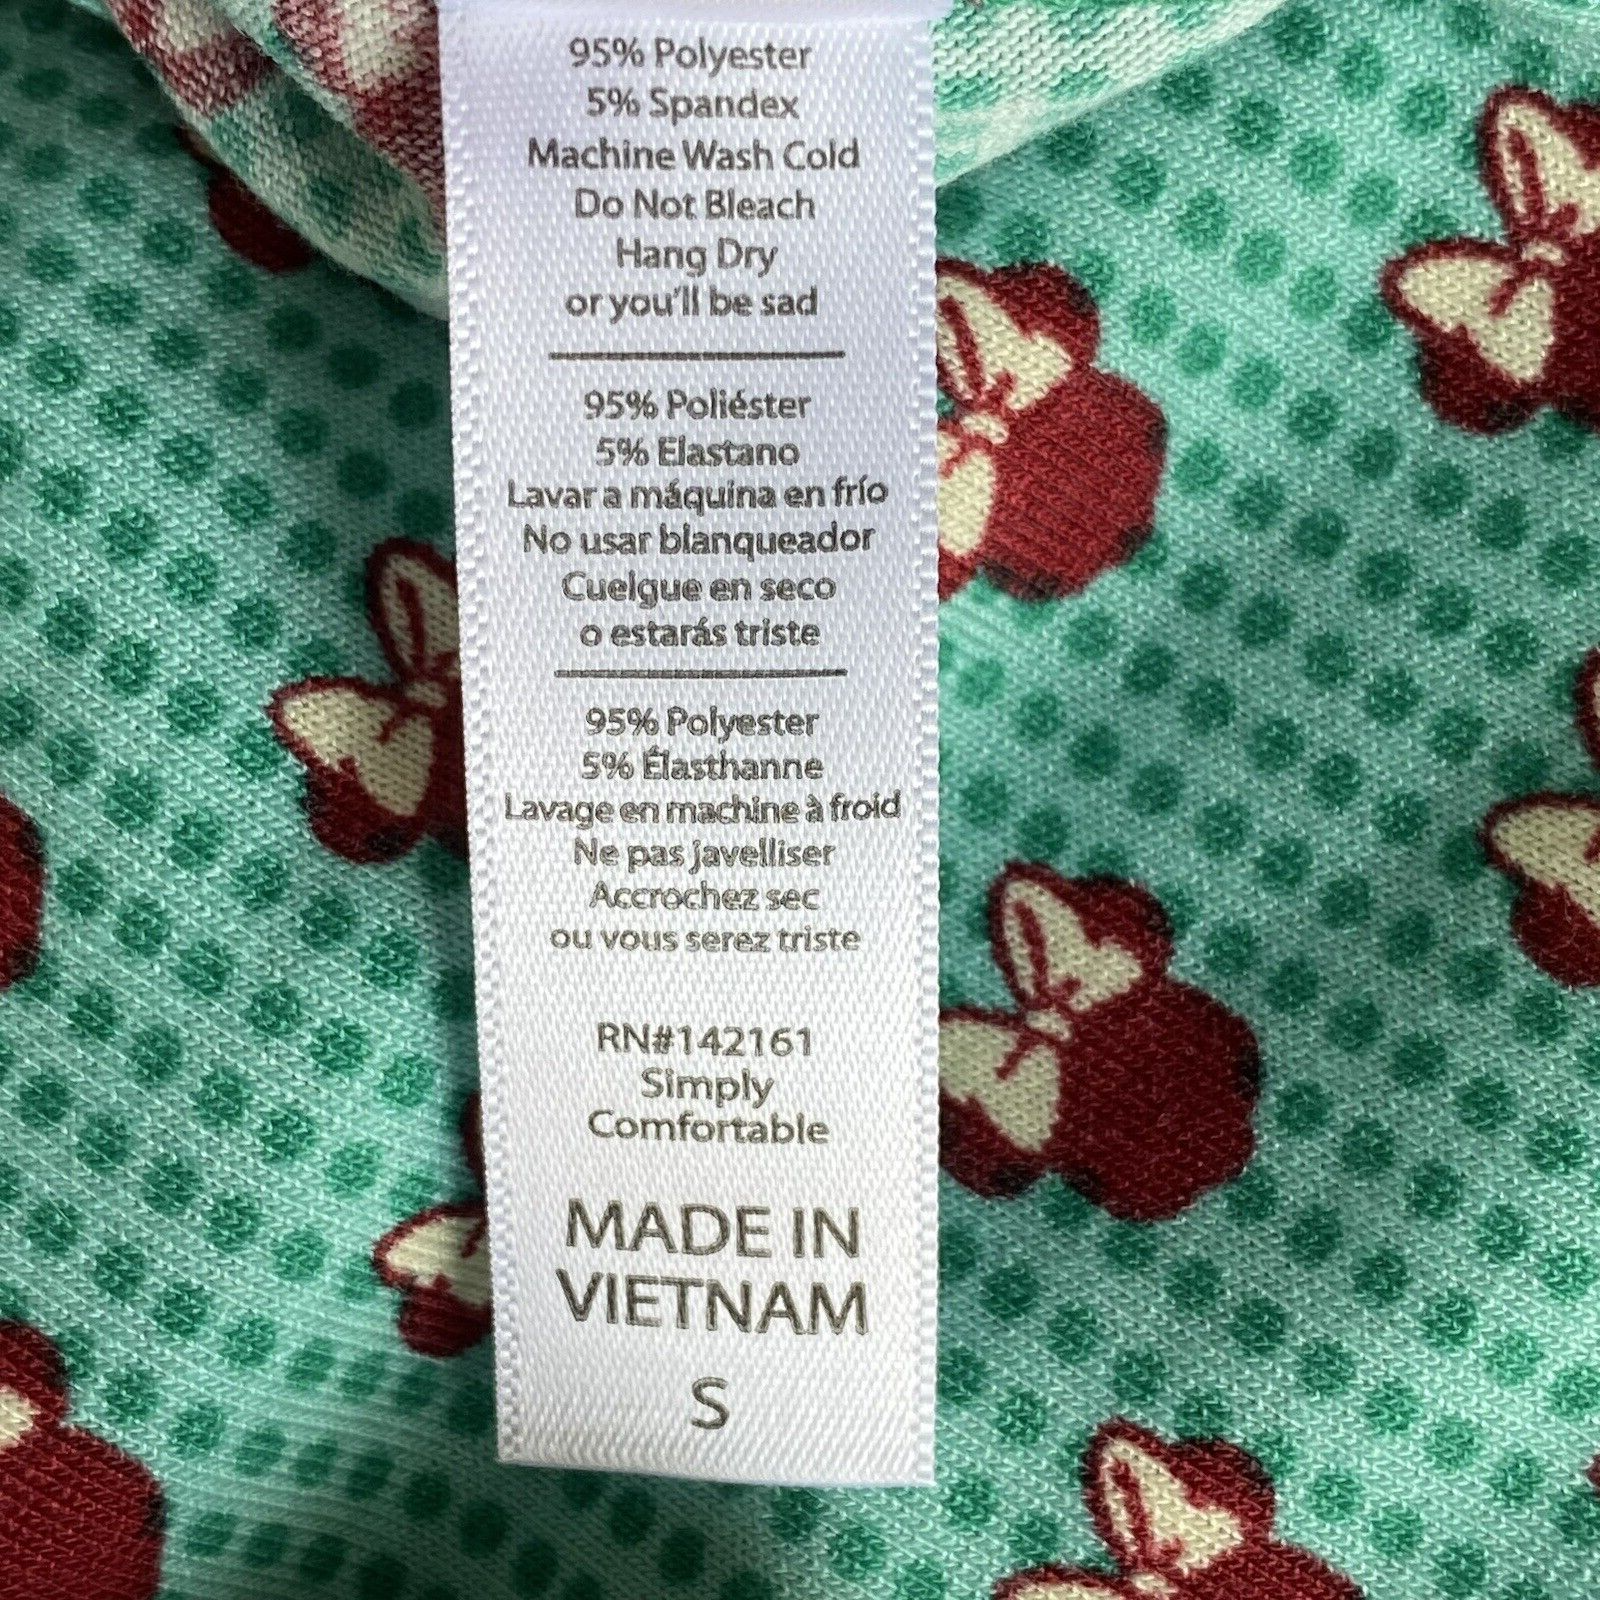 95% Polyester
5% Spandex
Machine Wash Cold
Do Not Bleach
Hang Dry
or you'll be sad
95% Poliéster
5% Elastano
Lavar a máquina en frío
No usar blanqueador
Cuelgue en seco
o estarás triste
95% Polyester
5% Élasthanne
Lavage en machine à froid
Ne pas javelliser
Accrochez sec
ou vous serez triste
RN#142161
Simply
Comfortable
MADE IN
VIETNAM
S